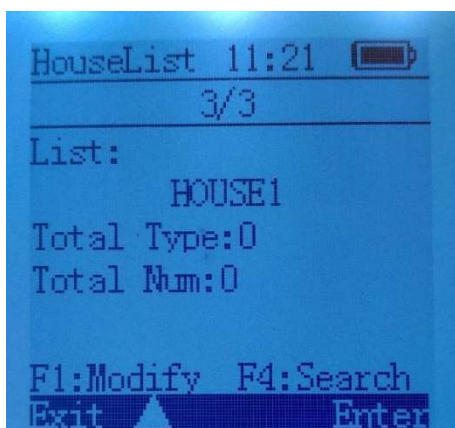 HouseList 11:21
3/3
List:
HOUSE1
Total Type:0
Total Num:0
F1:Modify F4:Search
Exit Enter